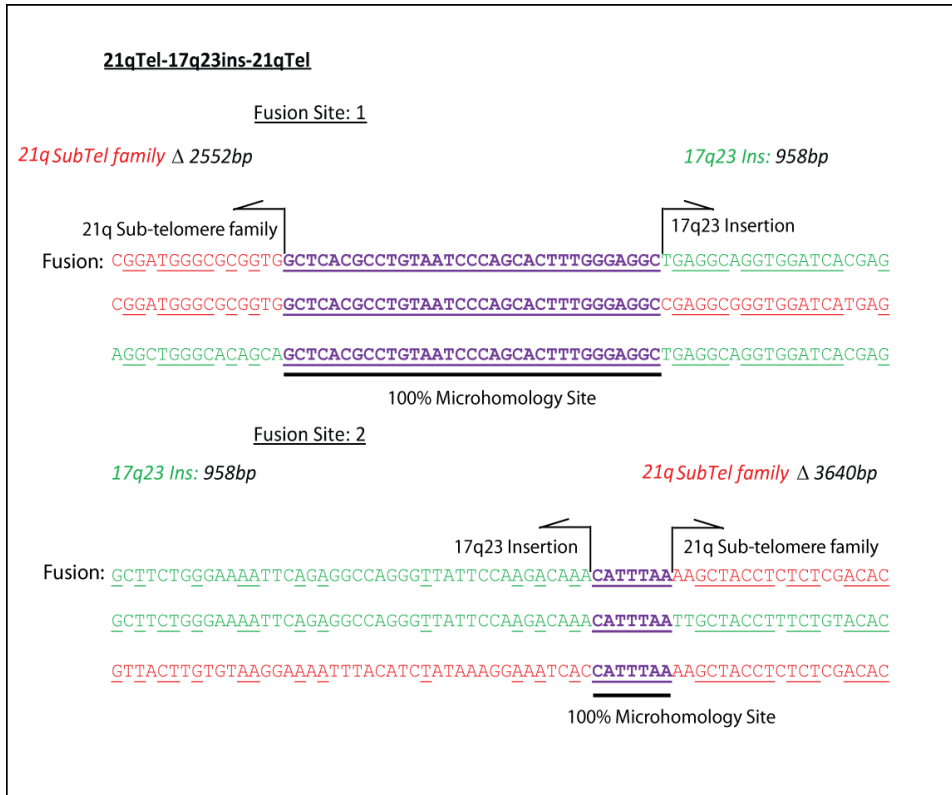 21qTel-17q23ins-21qTel
Fusion Site: 1
21q SubTel family Δ 2552bp
17q23 Ins: 958bp
21q Sub-telomere family
17q23 Insertion
Fusion: CGGATGGGCGCGGTGGCTCACGCCTGTAATCCCAGCACTTTGGGAGGCTGAGGCAGGTGGATCACGAG
CGGATGGGCGCGGTGGCTCACGCCTGTAATCCCAGCACTTTGGGAGGCCGAGGCGGGTGGATCATGAG
AGGCTGGGCACAGCAGCTCACGCCTGTAATCCCAGCACTTTGGGAGGCTGAGGCAGGTGGATCACGAG
100% Microhomology Site
Fusion Site: 2
17q23 Ins: 958bp
21q SubTel family Δ 3640bp
17q23 Insertion
21q Sub-telomere family
Fusion: GCTTCTGGGAAAATTCAGAGGCCAGGGTTATTCCAAGACAAACATTTAAAAGCTACCTCTCTCGACAC
GCTTCTGGGAAAATTCAGAGGCCAGGGTTATTCCAAGACAAACATTTAATTGCTACCTTTCTGTACAC
GTTACTTGTGTAAGGAAAATTTACATCTATAAAGGAAATCACCATTTAAAAGCTACCTCTCTCGACAC
100% Microhomology Site